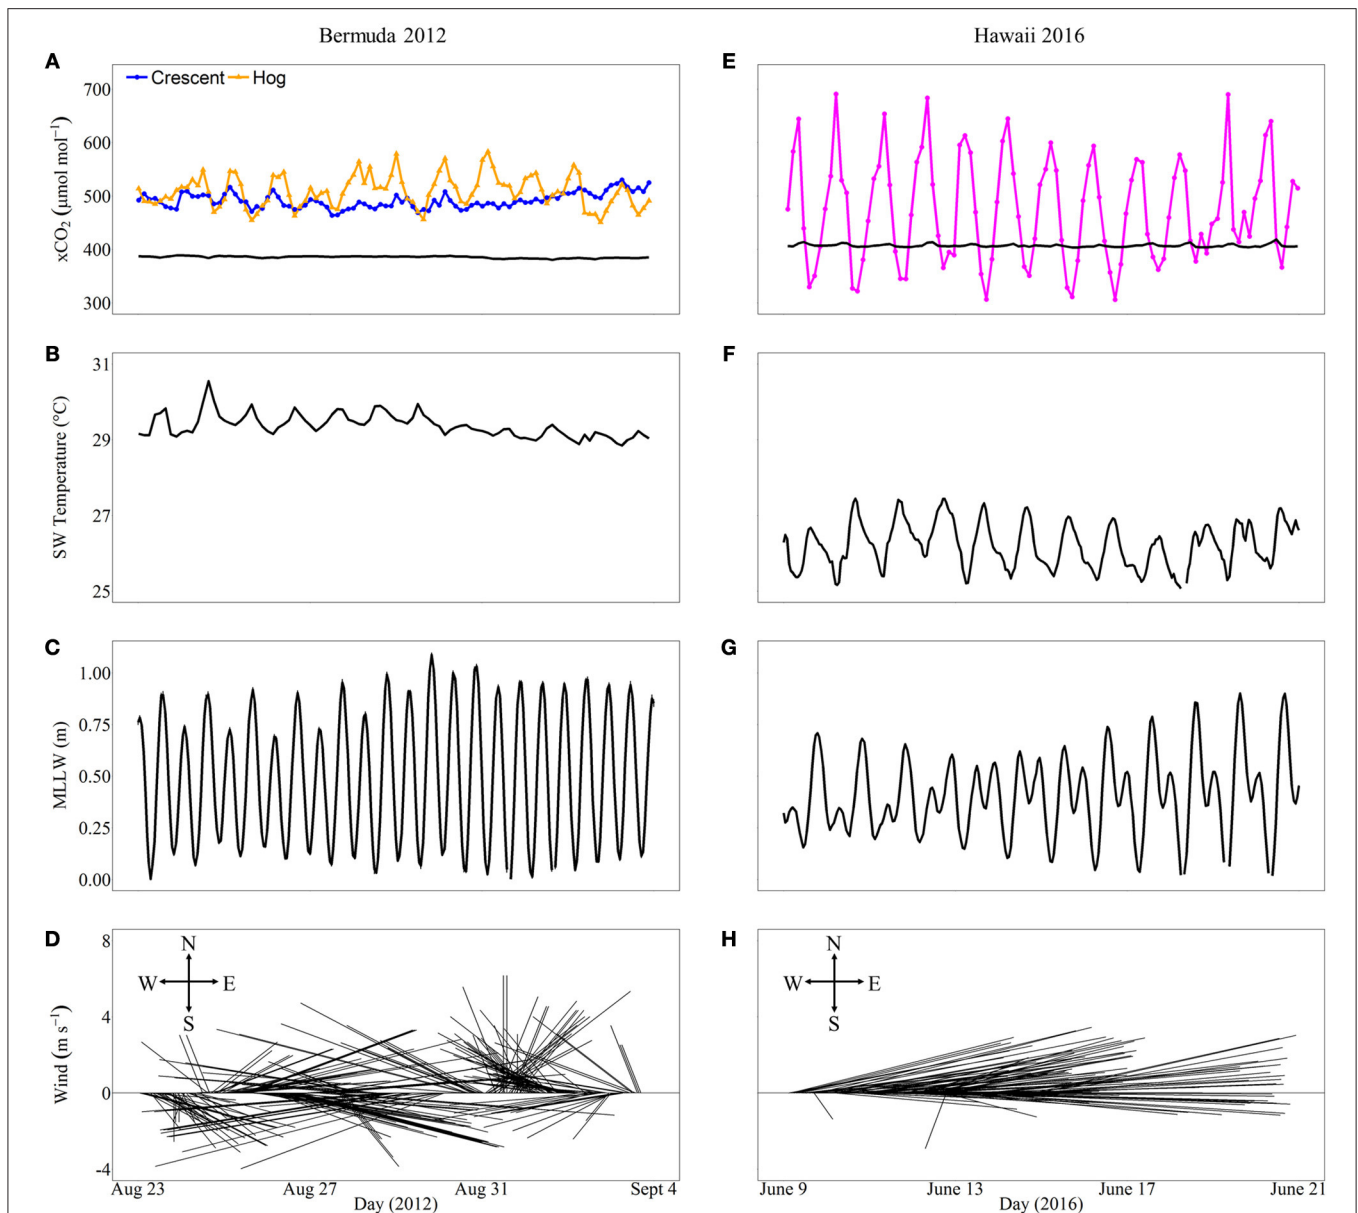 Bermuda 2012
Hawaii 2016
A
Crescent Hog
xCO₂ (µmol mol⁻¹)
700
600
500
400
300
E
B
SW Temperature (°C)
31
29
27
25
F
C
MLLW (m)
1.00
0.75
0.50
0.25
0.00
G
D
Wind (m s⁻¹)
8
4
0
-4
N
W E
S
Aug 23 Aug 27 Aug 31 Sept 4
Day (2012)
H
N
W E
S
June 9 June 13 June 17 June 21
Day (2016)